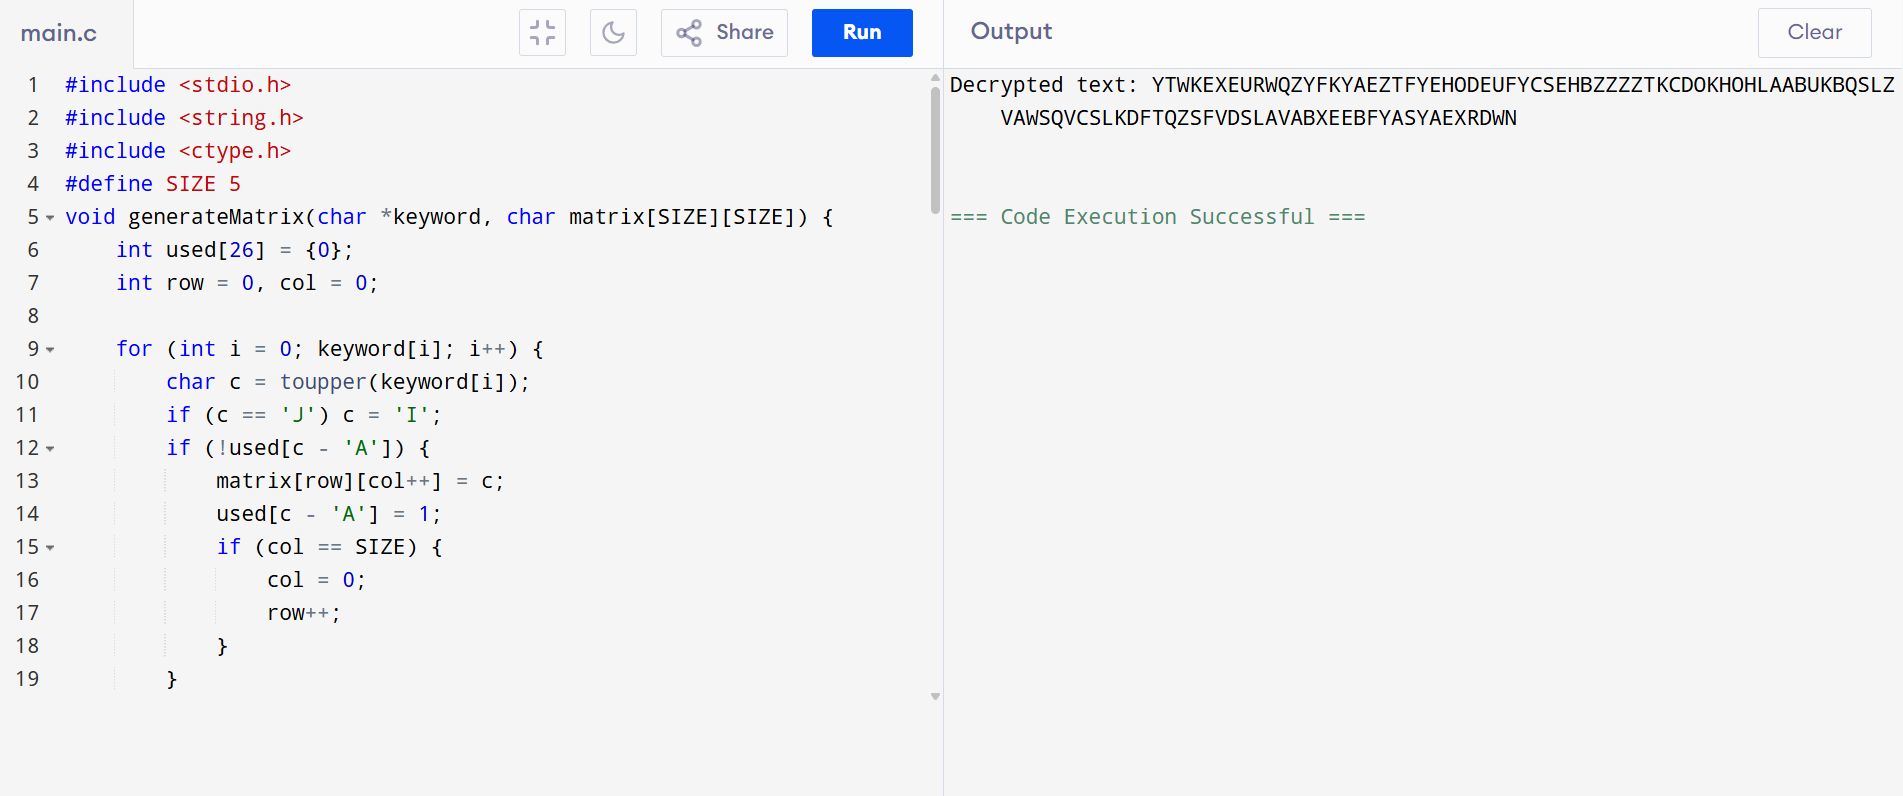 main.c
Share
Run
Output
Clear
1 #include <stdio.h>
2 #include <string.h>
3 #include <ctype.h>
4 #define SIZE 5
5 void generateMatrix(char *keyword, char matrix[SIZE][SIZE]) {
6     int used[26] = {0};
7     int row = 0, col = 0;
8
9     for (int i = 0; keyword[i]; i++) {
10         char c = toupper(keyword[i]);
11         if (c == 'J') c = 'I';
12         if (!used[c - 'A']) {
13             matrix[row][col++] = c;
14             used[c - 'A'] = 1;
15             if (col == SIZE) {
16                 col = 0;
17                 row++;
18             }
19         }
Decrypted text: YTWKEXEURWQZYFKYAEZTFYEHODEUFYCSEHBZZZZTKCDOKHOHLAABUKBQSLZ
VAWSQVCSLKDFTQZSFVDSLAVABXEEBFYASYAEXRDWN
=== Code Execution Successful ===